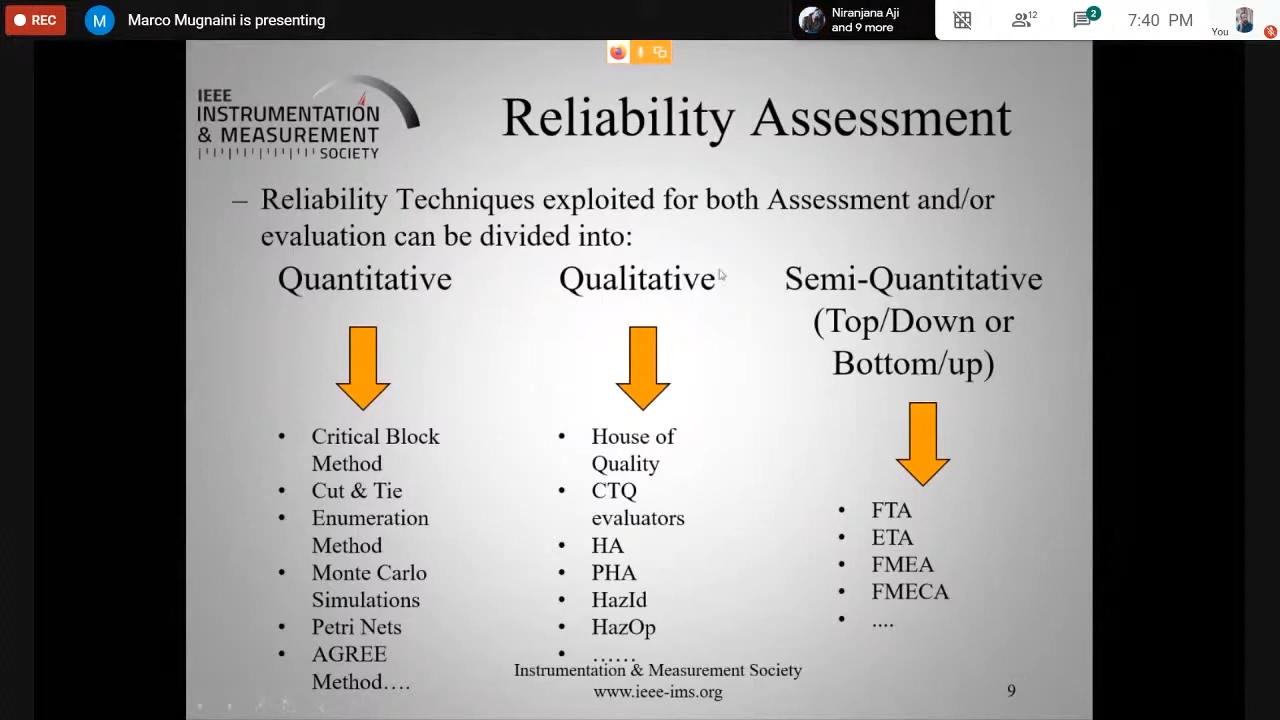 REC
M
Marco Mugnaini is presenting
Niranjana Aji
and 9 more
12
2
7:40 PM
You
IEEE
INSTRUMENTATION
& MEASUREMENT
SOCIETY
Reliability Assessment
– Reliability Techniques exploited for both Assessment and/or
evaluation can be divided into:
Quantitative
• Critical Block
Method
• Cut & Tie
• Enumeration
Method
• Monte Carlo
Simulations
• Petri Nets
• AGREE
Method….
Qualitative
• House of
Quality
• CTQ
evaluators
• HA
• PHA
• HazId
• HazOp
• ……
Semi-Quantitative
(Top/Down or
Bottom/up)
• FTA
• ETA
• FMEA
• FMECA
• ....
Instrumentation & Measurement Society
www.ieee-ims.org
9